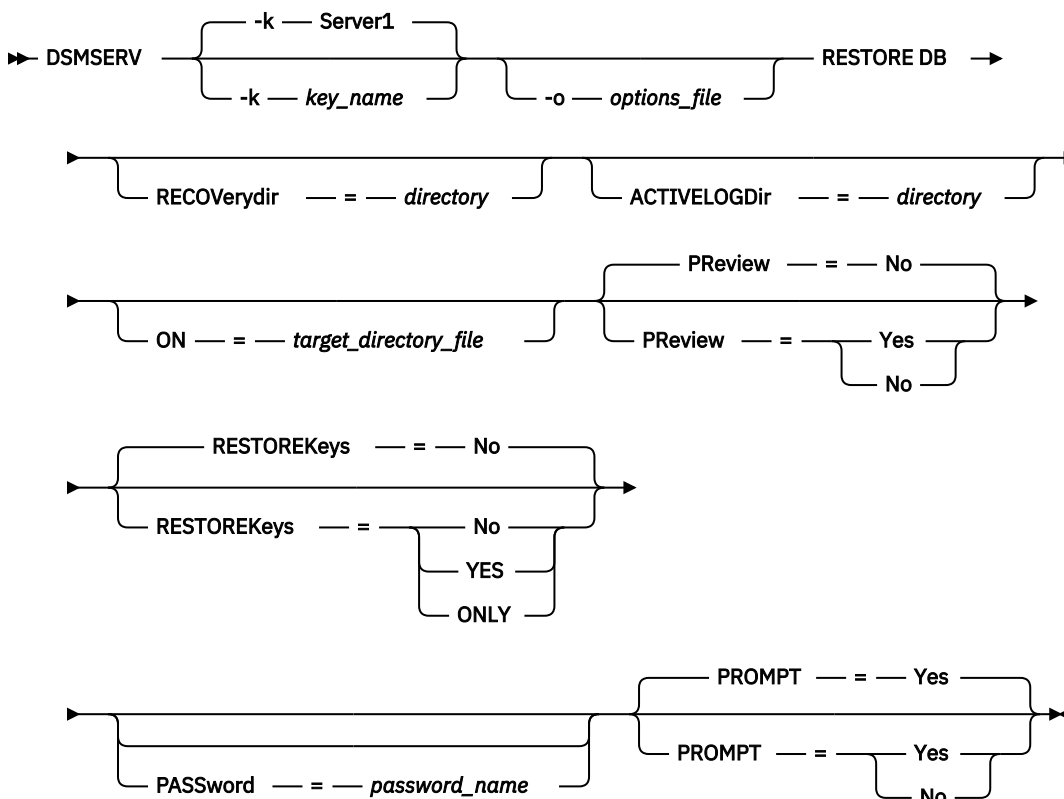 -k Server1
DSMSERV RESTORE DB
-k key_name -o options_file
RECOVerydir = directory ACTIVELOGDir = directory
PReview = No
ON = target_directory_file PReview = Yes
No
RESTOREKeys = No
RESTOREKeys = No
YES
ONLY
PROMPT = Yes
PROMPT = Yes
PASSword = password_name No